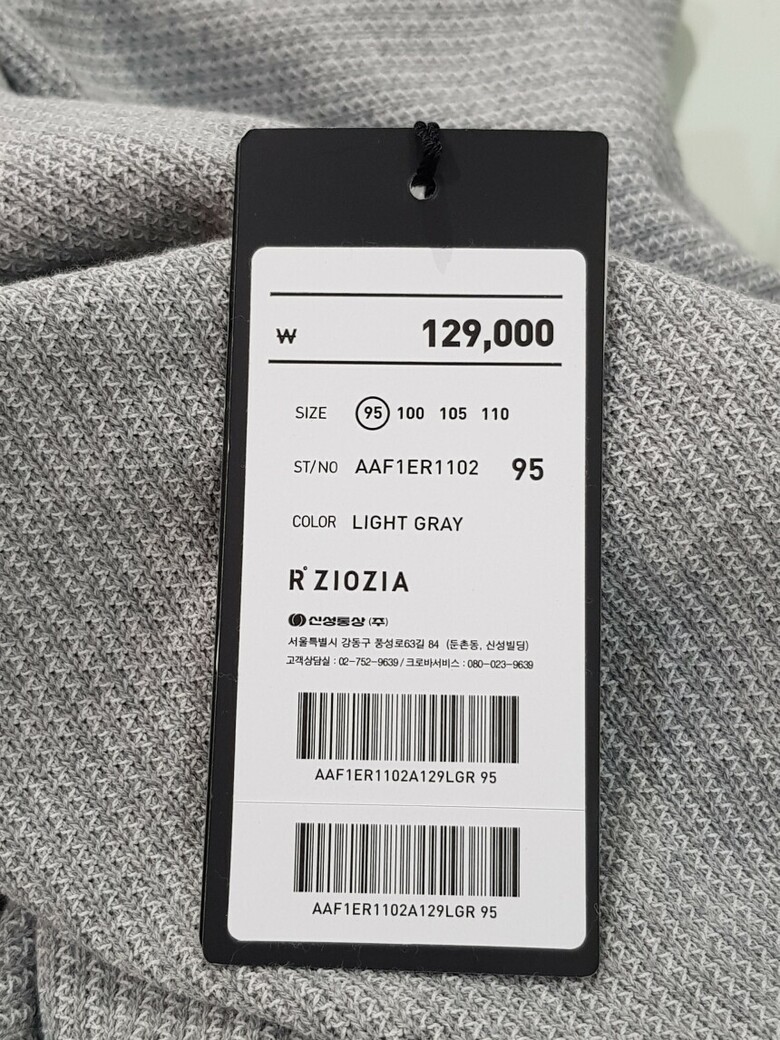 ₩ 129,000
SIZE 95 100 105 110
ST/NO AAF1ER1102 95
COLOR LIGHT GRAY
R° ZIOZIA
신성통상 (주)
서울특별시 강동구 풍성로63길 84 (둔촌동, 신성빌딩)
고객상담실 : 02-752-9639 / 크로바서비스 : 080-023-9639
AAF1ER1102A129LGR 95
AAF1ER1102A129LGR 95